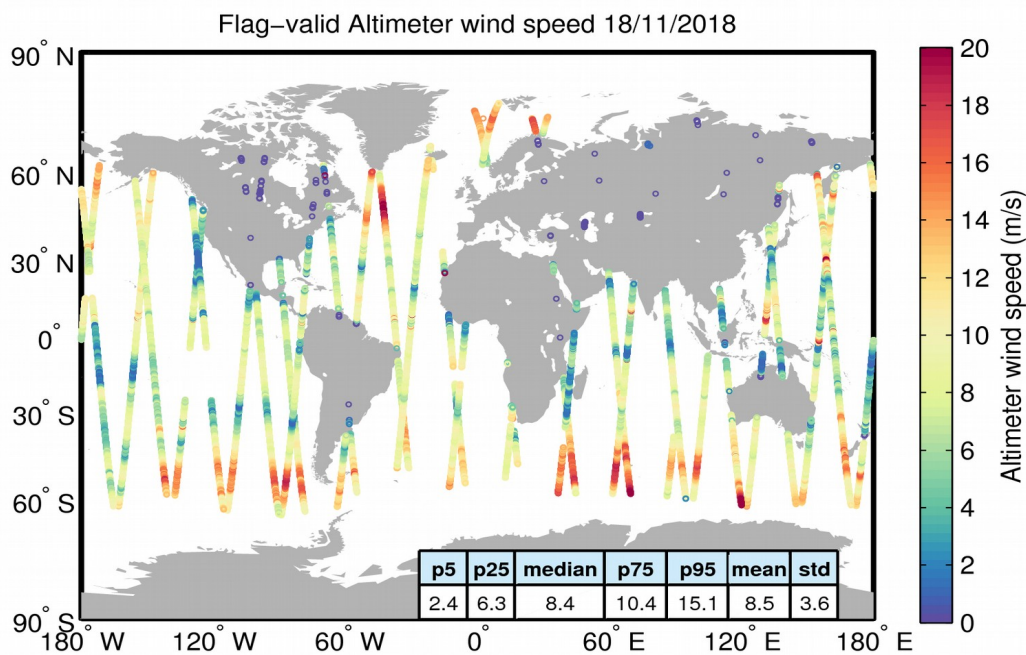 Flag−valid Altimeter wind speed 18/11/2018
90° N
60° N
30° N
0°
30° S
60° S
90° S
180° W
120° W
60° W
0°
60° E
120° E
180° E
p5 p25 median p75 p95 mean std
2.4 6.3 8.4 10.4 15.1 8.5 3.6
20
18
16
14
12
10
8
6
4
2
0
Altimeter wind speed (m/s)